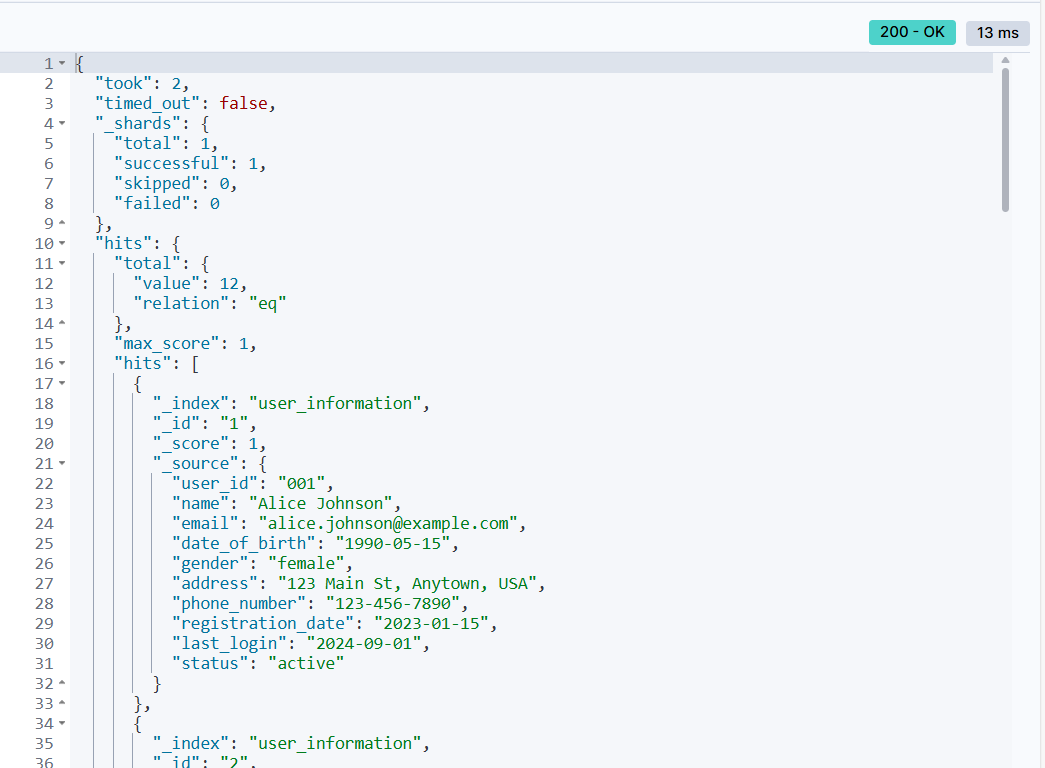 200 - OK 13 ms
1 {
2 "took": 2,
3 "timed_out": false,
4 "_shards": {
5 "total": 1,
6 "successful": 1,
7 "skipped": 0,
8 "failed": 0
9 },
10 "hits": {
11 "total": {
12 "value": 12,
13 "relation": "eq"
14 },
15 "max_score": 1,
16 "hits": [
17 {
18 "_index": "user_information",
19 "_id": "1",
20 "_score": 1,
21 "_source": {
22 "user_id": "001",
23 "name": "Alice Johnson",
24 "email": "alice.johnson@example.com",
25 "date_of_birth": "1990-05-15",
26 "gender": "female",
27 "address": "123 Main St, Anytown, USA",
28 "phone_number": "123-456-7890",
29 "registration_date": "2023-01-15",
30 "last_login": "2024-09-01",
31 "status": "active"
32 }
33 },
34 {
35 "_index": "user_information",
36 "_id": "2",